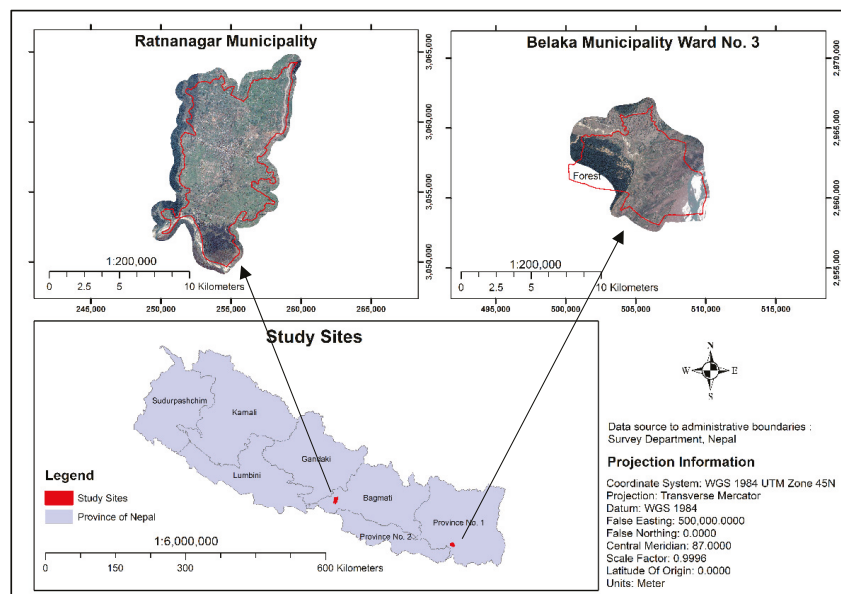 Ratnanagar Municipality
3,065,000
3,060,000
3,055,000
3,050,000
1:200,000
0 2.5 5 10 Kilometers
245,000 250,000 255,000 260,000 265,000
Belaka Municipality Ward No. 3
Forest
2,970,000
2,965,000
2,960,000
2,955,000
1:200,000
0 2.5 5 10 Kilometers
495,000 500,000 505,000 510,000 515,000
Study Sites
Sudurpashchim
Karnali
Gandaki
Lumbini
Bagmati
Province No. 1
Province No. 2
Legend
Study Sites
Province of Nepal
1:6,000,000
0 150 300 600 Kilometers
N
W E
S
Data source to administrative boundaries :
Survey Department, Nepal
Projection Information
Coordinate System: WGS 1984 UTM Zone 45N
Projection: Transverse Mercator
Datum: WGS 1984
False Easting: 500,000.0000
False Northing: 0.0000
Central Meridian: 87.0000
Scale Factor: 0.9996
Latitude Of Origin: 0.0000
Units: Meter